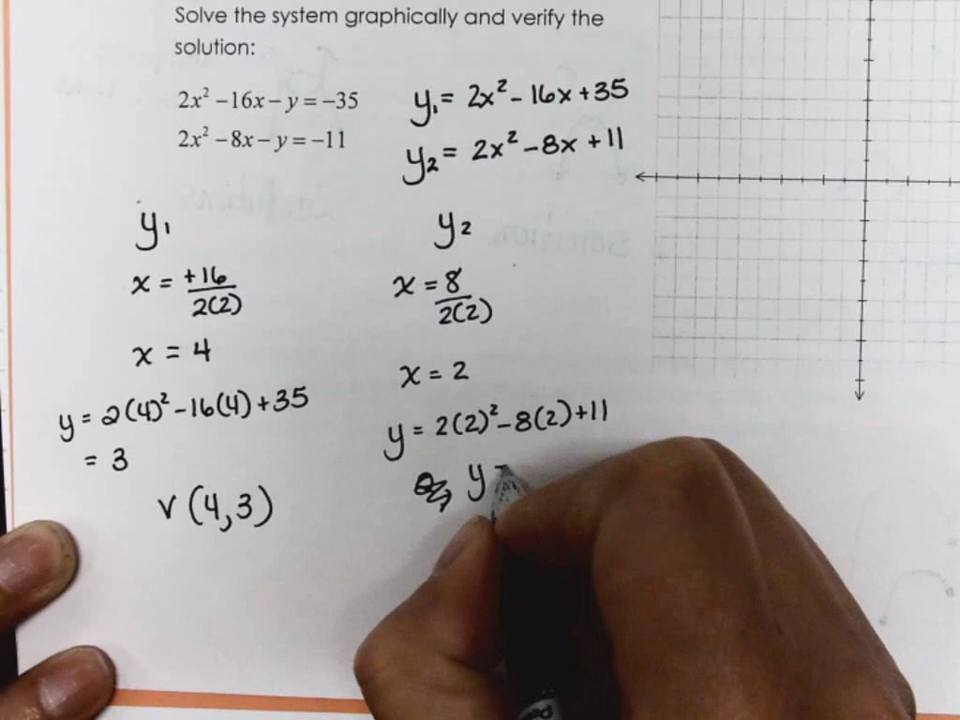 Solve the system graphically and verify the
solution:
2x² – 16x – y = –35
2x² – 8x – y = –11
y₁ = 2x² – 16x + 35
y₂ = 2x² – 8x + 11
y₁
x = +16/2(2)
x = 4
y = 2(4)² – 16(4) + 35
= 3
V (4,3)
y₂
x = 8/2(2)
x = 2
y = 2(2)² – 8(2) + 11
y =